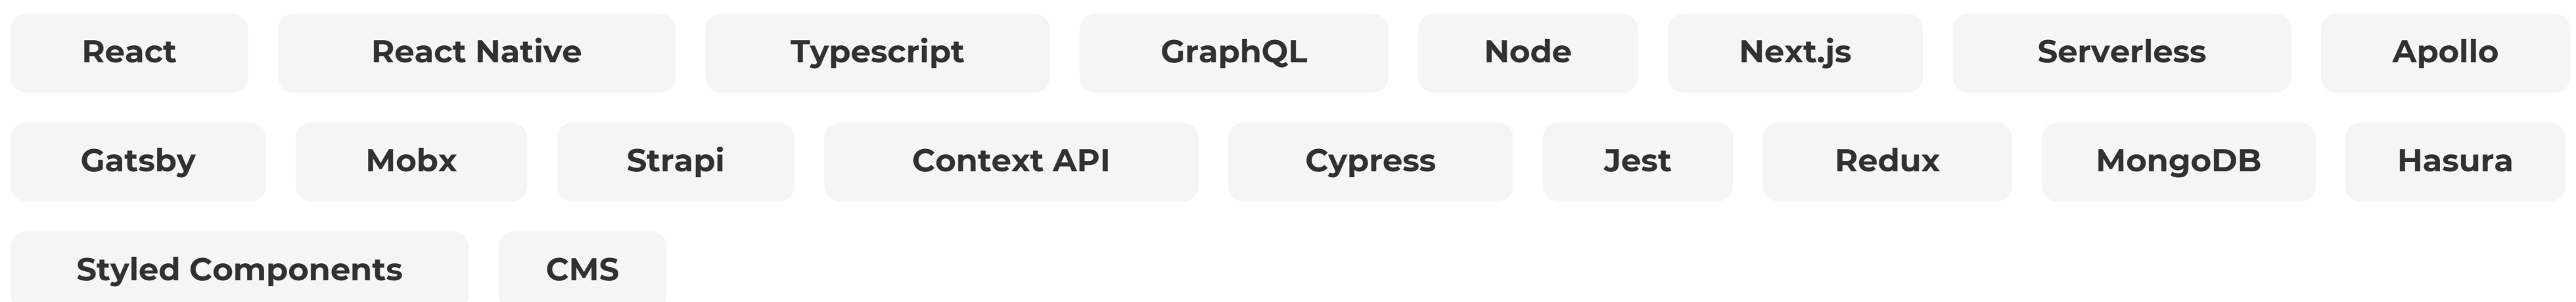 React React Native Typescript GraphQL Node Next.js Serverless Apollo
Gatsby Mobx Strapi Context API Cypress Jest Redux MongoDB Hasura
Styled Components CMS